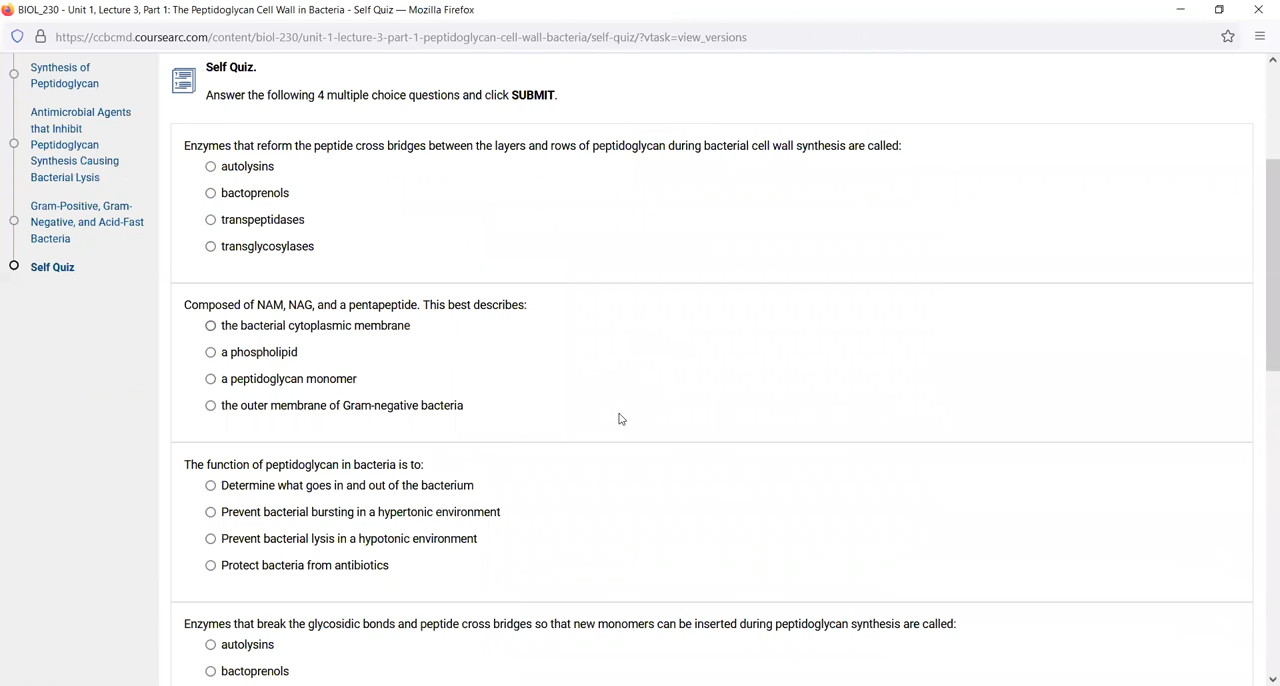 BIOL_230 - Unit 1, Lecture 3, Part 1: The Peptidoglycan Cell Wall in Bacteria - Self Quiz — Mozilla Firefox
https://ccbcmd.coursearc.com/content/biol-230/unit-1-lecture-3-part-1-peptidoglycan-cell-wall-bacteria/self-quiz/?vtask=view_versions
Synthesis of
Peptidoglycan
Antimicrobial Agents
that Inhibit
Peptidoglycan
Synthesis Causing
Bacterial Lysis
Gram-Positive, Gram-
Negative, and Acid-Fast
Bacteria
Self Quiz
Self Quiz.
Answer the following 4 multiple choice questions and click SUBMIT.
Enzymes that reform the peptide cross bridges between the layers and rows of peptidoglycan during bacterial cell wall synthesis are called:
autolysins
bactoprenols
transpeptidases
transglycosylases
Composed of NAM, NAG, and a pentapeptide. This best describes:
the bacterial cytoplasmic membrane
a phospholipid
a peptidoglycan monomer
the outer membrane of Gram-negative bacteria
The function of peptidoglycan in bacteria is to:
Determine what goes in and out of the bacterium
Prevent bacterial bursting in a hypertonic environment
Prevent bacterial lysis in a hypotonic environment
Protect bacteria from antibiotics
Enzymes that break the glycosidic bonds and peptide cross bridges so that new monomers can be inserted during peptidoglycan synthesis are called:
autolysins
bactoprenols